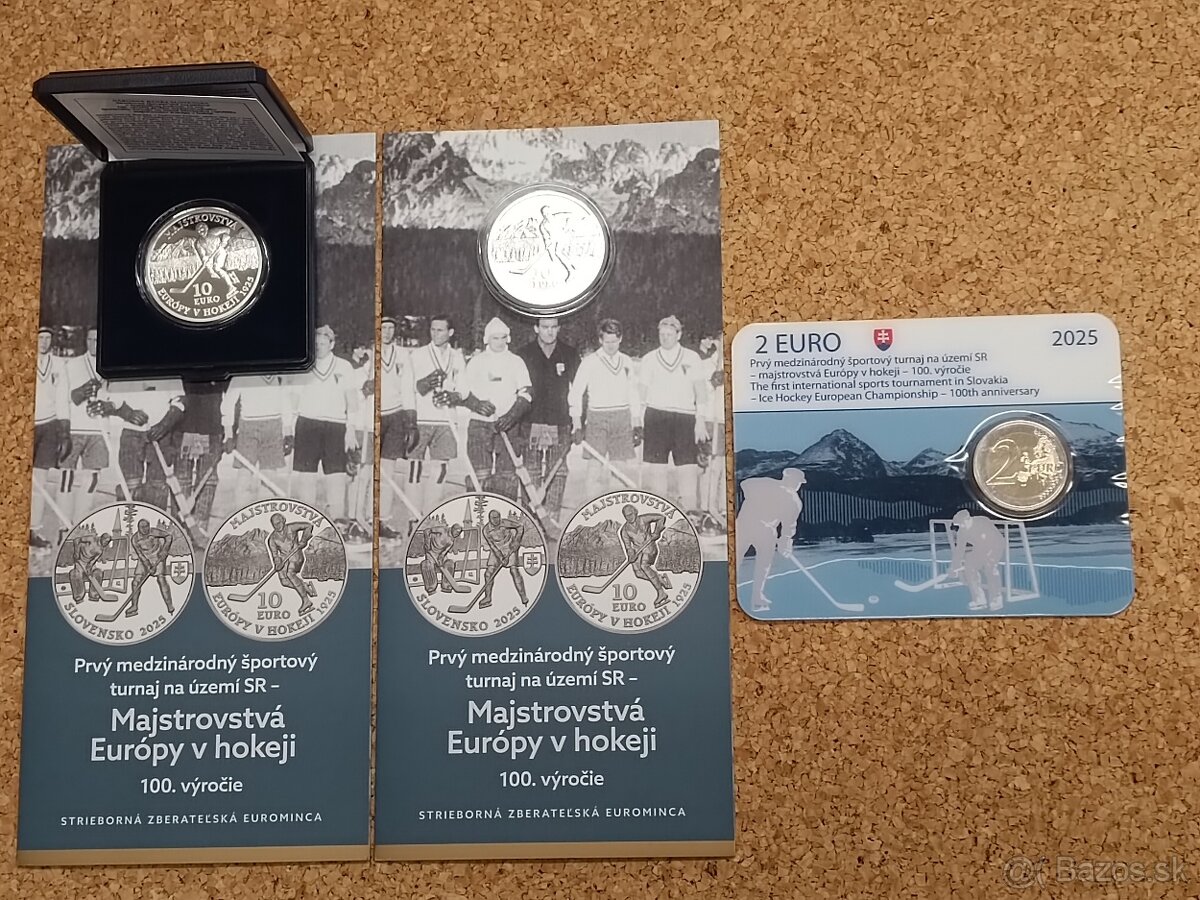 MAJSTROVSTVÁ
10
EURO
EURÓPY V HOKEJI 1925
SLOVENSKO 2025
MAJSTROVSTVÁ
10
EURO
EURÓPY V HOKEJI 1925
Prvý medzinárodný športový
turnaj na území SR –
Majstrovstvá
Európy v hokeji
100. výročie
STRIEBORNÁ ZBERATEĽSKÁ EUROMINCA
10
SLOVENSKO 2025
MAJSTROVSTVÁ
10
EURO
EURÓPY V HOKEJI 1925
Prvý medzinárodný športový
turnaj na území SR –
Majstrovstvá
Európy v hokeji
100. výročie
STRIEBORNÁ ZBERATEĽSKÁ EUROMINCA
2 EURO
2025
Prvý medzinárodný športový turnaj na území SR
– majstrovstvá Európy v hokeji – 100. výročie
The first international sports tournament in Slovakia
– Ice Hockey European Championship – 100th anniversary
2 EURO
Bazos.sk